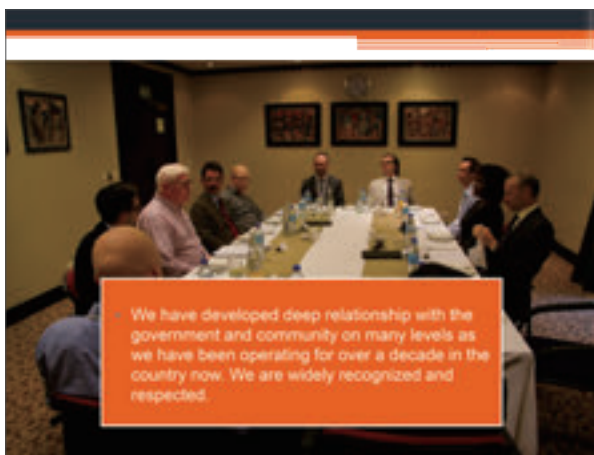 We have developed deep relationship with the
government and community on many levels as
we have been operating for over a decade in the
country now. We are widely recognized and
respected.